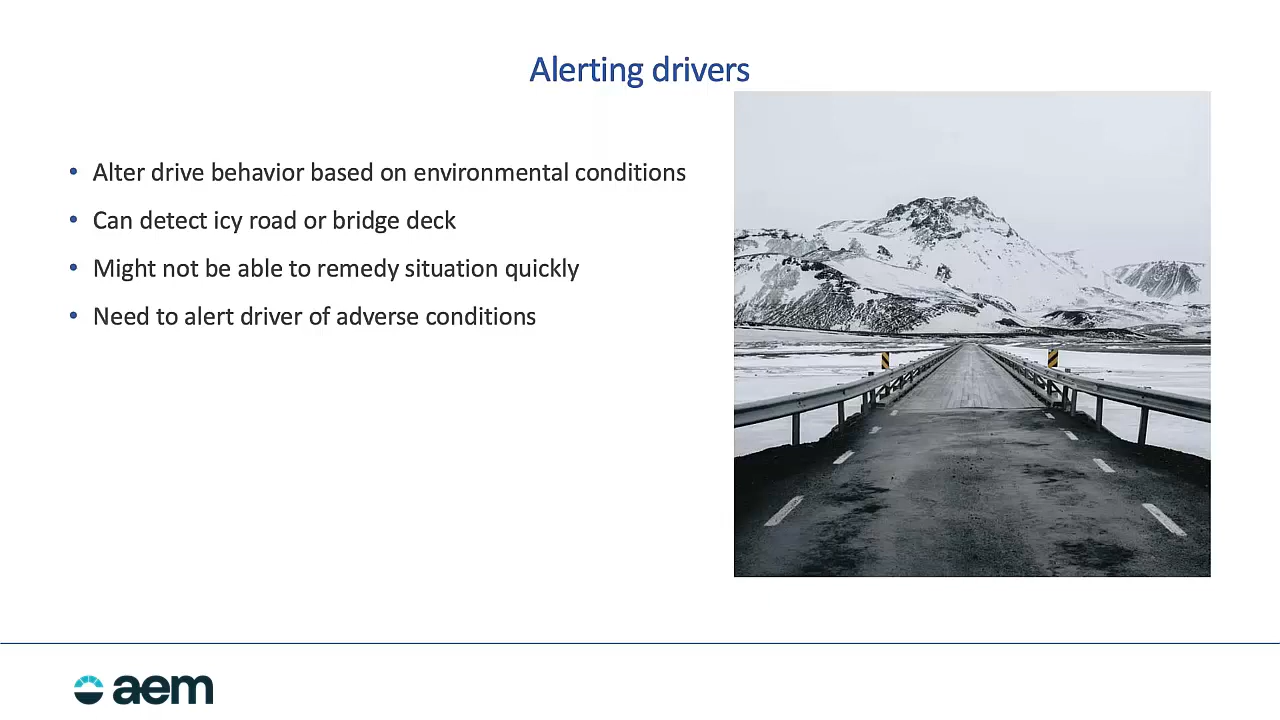 Alerting drivers
• Alter drive behavior based on environmental conditions
• Can detect icy road or bridge deck
• Might not be able to remedy situation quickly
• Need to alert driver of adverse conditions
aem